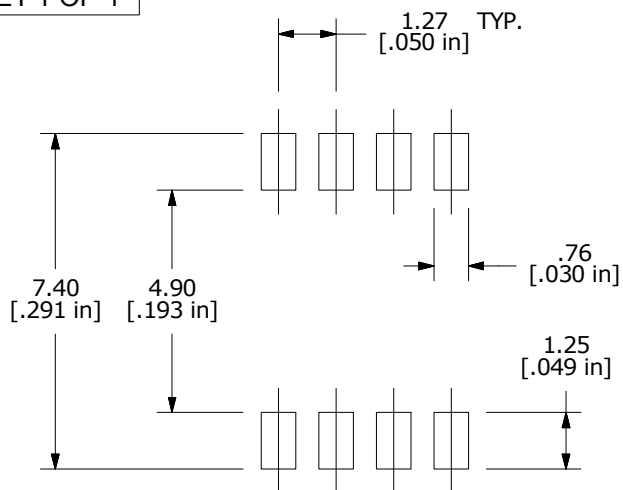 1.27 TYP.
[.050 in]
.76
[.030 in]
7.40
[.291 in]
4.90
[.193 in]
1.25
[.049 in]